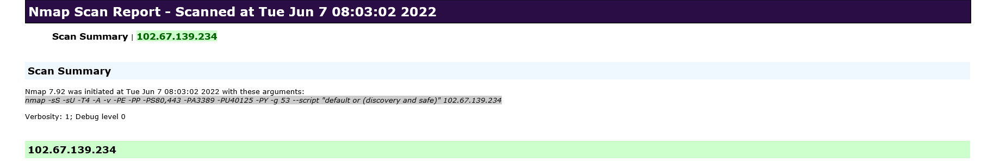 Nmap Scan Report - Scanned at Tue Jun 7 08:03:02 2022
Scan Summary | 102.67.139.234
Scan Summary
Nmap 7.92 was initiated at Tue Jun 7 08:03:02 2022 with these arguments:
nmap -sS -sU -T4 -A -v -PE -PP -PS80,443 -PA3389 -PU40125 -PY -g 53 --script "default or (discovery and safe)" 102.67.139.234
Verbosity: 1; Debug level 0
102.67.139.234